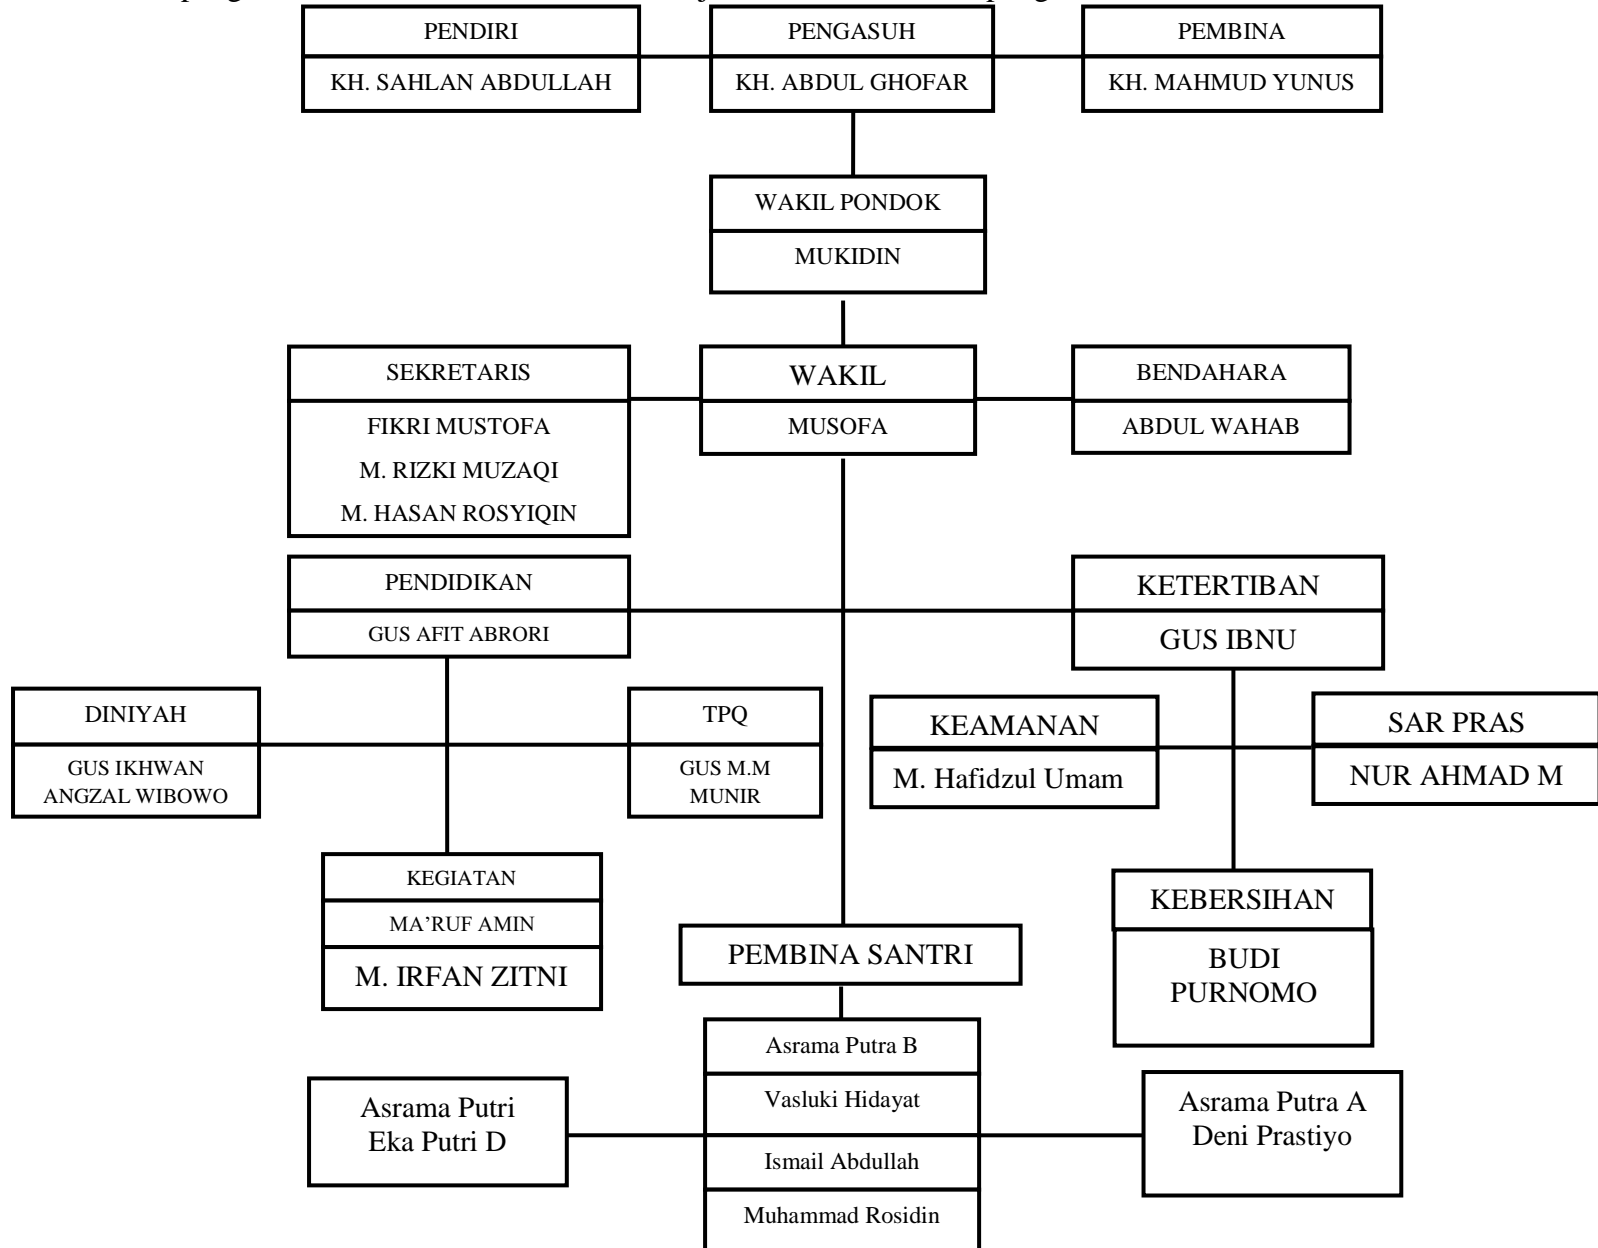 PENDIRI
PENGASUH
PEMBINA
KH. SAHLAN ABDULLAH
KH. ABDUL GHOFAR
KH. MAHMUD YUNUS
WAKIL PONDOK
MUKIDIN
SEKRETARIS
WAKIL
BENDAHARA
FIKRI MUSTOFA
M. RIZKI MUZAQI
M. HASAN ROSYIQIN
MUSOFA
ABDUL WAHAB
PENDIDIKAN
GUS AFIT ABRORI
KETERTIBAN
GUS IBNU
DINIYAH
GUS IKHWAN
ANGZAL WIBOWO
TPQ
GUS M.M
MUNIR
KEAMANAN
M. Hafidzul Umam
SAR PRAS
NUR AHMAD M
KEGIATAN
MA’RUF AMIN
M. IRFAN ZITNI
PEMBINA SANTRI
KEBERSIHAN
BUDI
PURNOMO
Asrama Putri
Eka Putri D
Asrama Putra B
Vasluki Hidayat
Ismail Abdullah
Muhammad Rosidin
Asrama Putra A
Deni Prastiyo